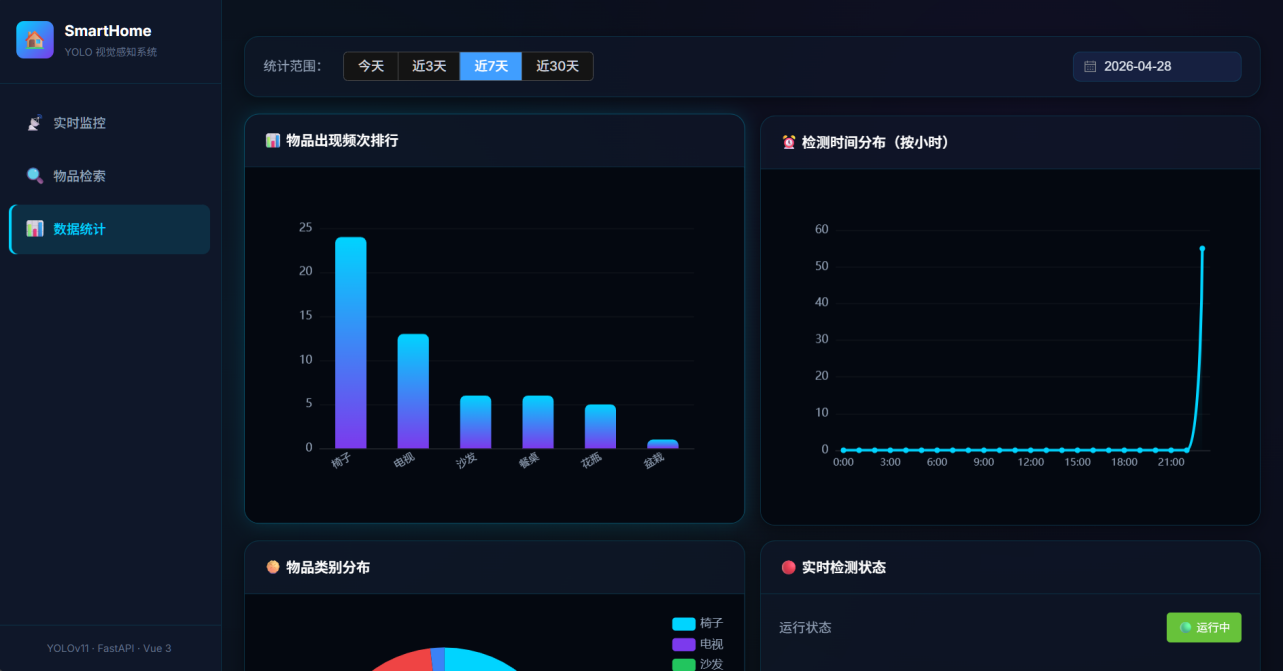 SmartHome
YOLO 视觉感知系统
实时监控
物品检索
数据统计
YOLOv11 · FastAPI · Vue 3
统计范围：
今天
近3天
近7天
近30天
2026-04-28
物品出现频次排行
25
20
15
10
5
0
椅子
电视
沙发
餐桌
花瓶
盆栽
检测时间分布（按小时）
60
50
40
30
20
10
0
0:00
3:00
6:00
9:00
12:00
15:00
18:00
21:00
物品类别分布
椅子
电视
沙发
实时检测状态
运行状态
运行中